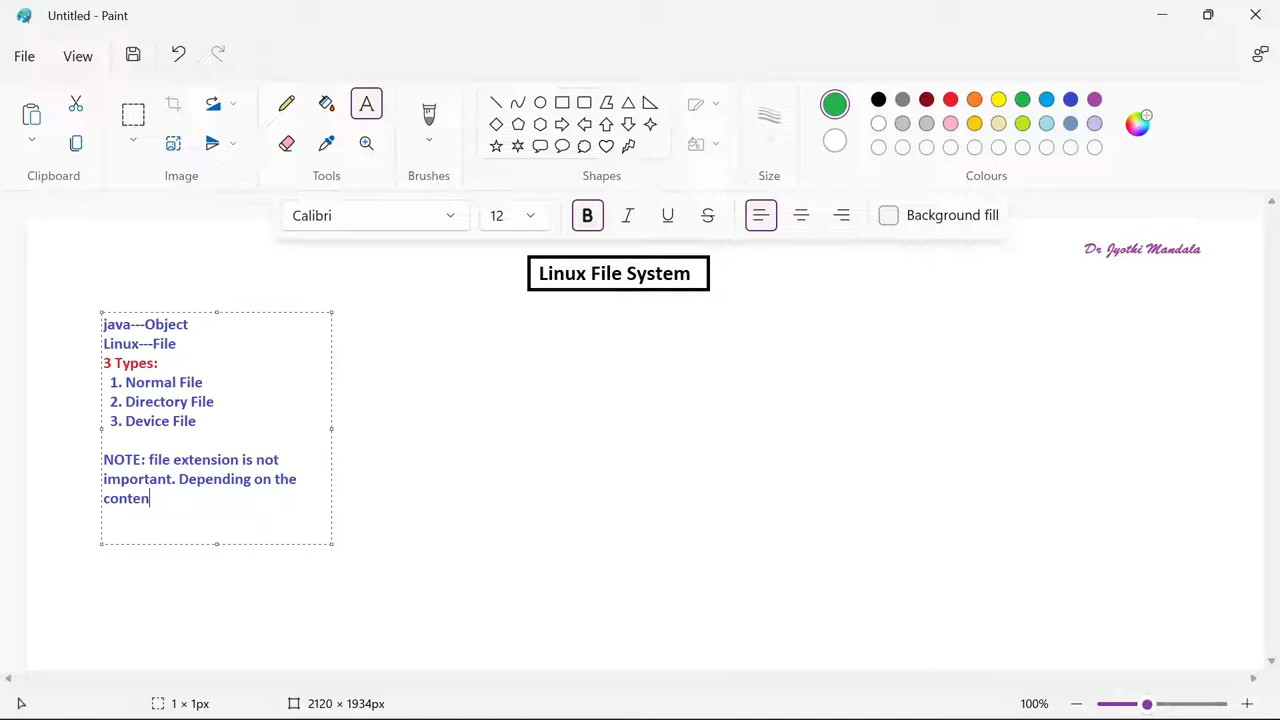 Untitled - Paint
File
View
Clipboard
Image
Tools
Brushes
Shapes
Size
Colours
Calibri
12
B
I
U
S
Background fill
Dr Jyothi Mandala
Linux File System
java---Object
Linux---File
3 Types:
1. Normal File
2. Directory File
3. Device File
NOTE: file extension is not
important. Depending on the
conten
1 × 1px
2120 × 1934px
100%